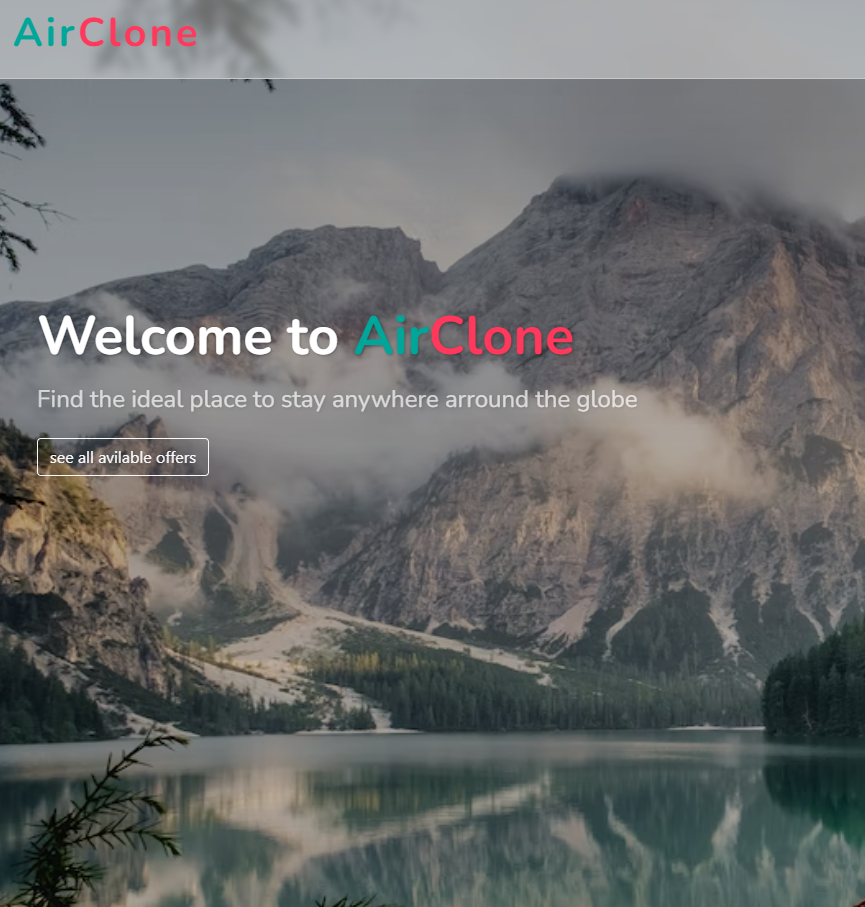 AirClone
Welcome to AirClone
Find the ideal place to stay anywhere arround the globe
see all avilable offers